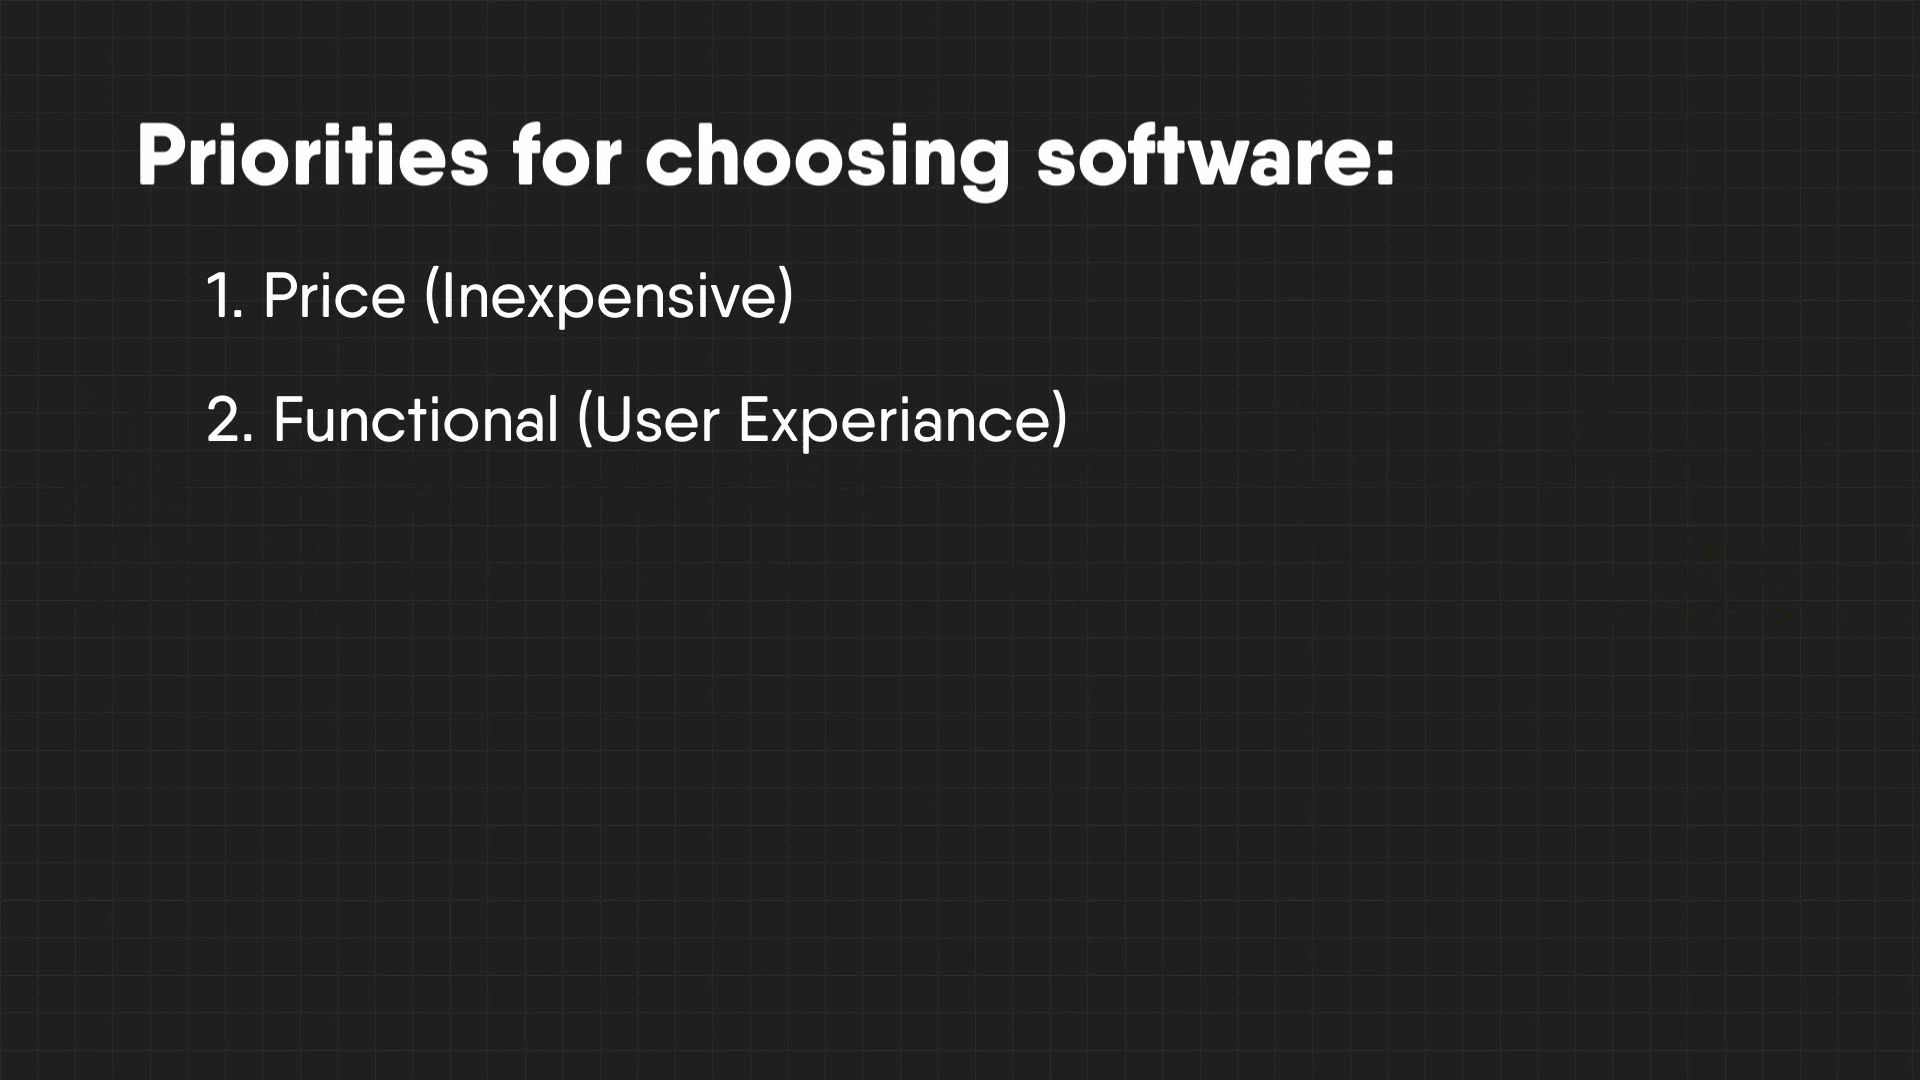 Priorities for choosing software:
1. Price (Inexpensive)
2. Functional (User Experiance)